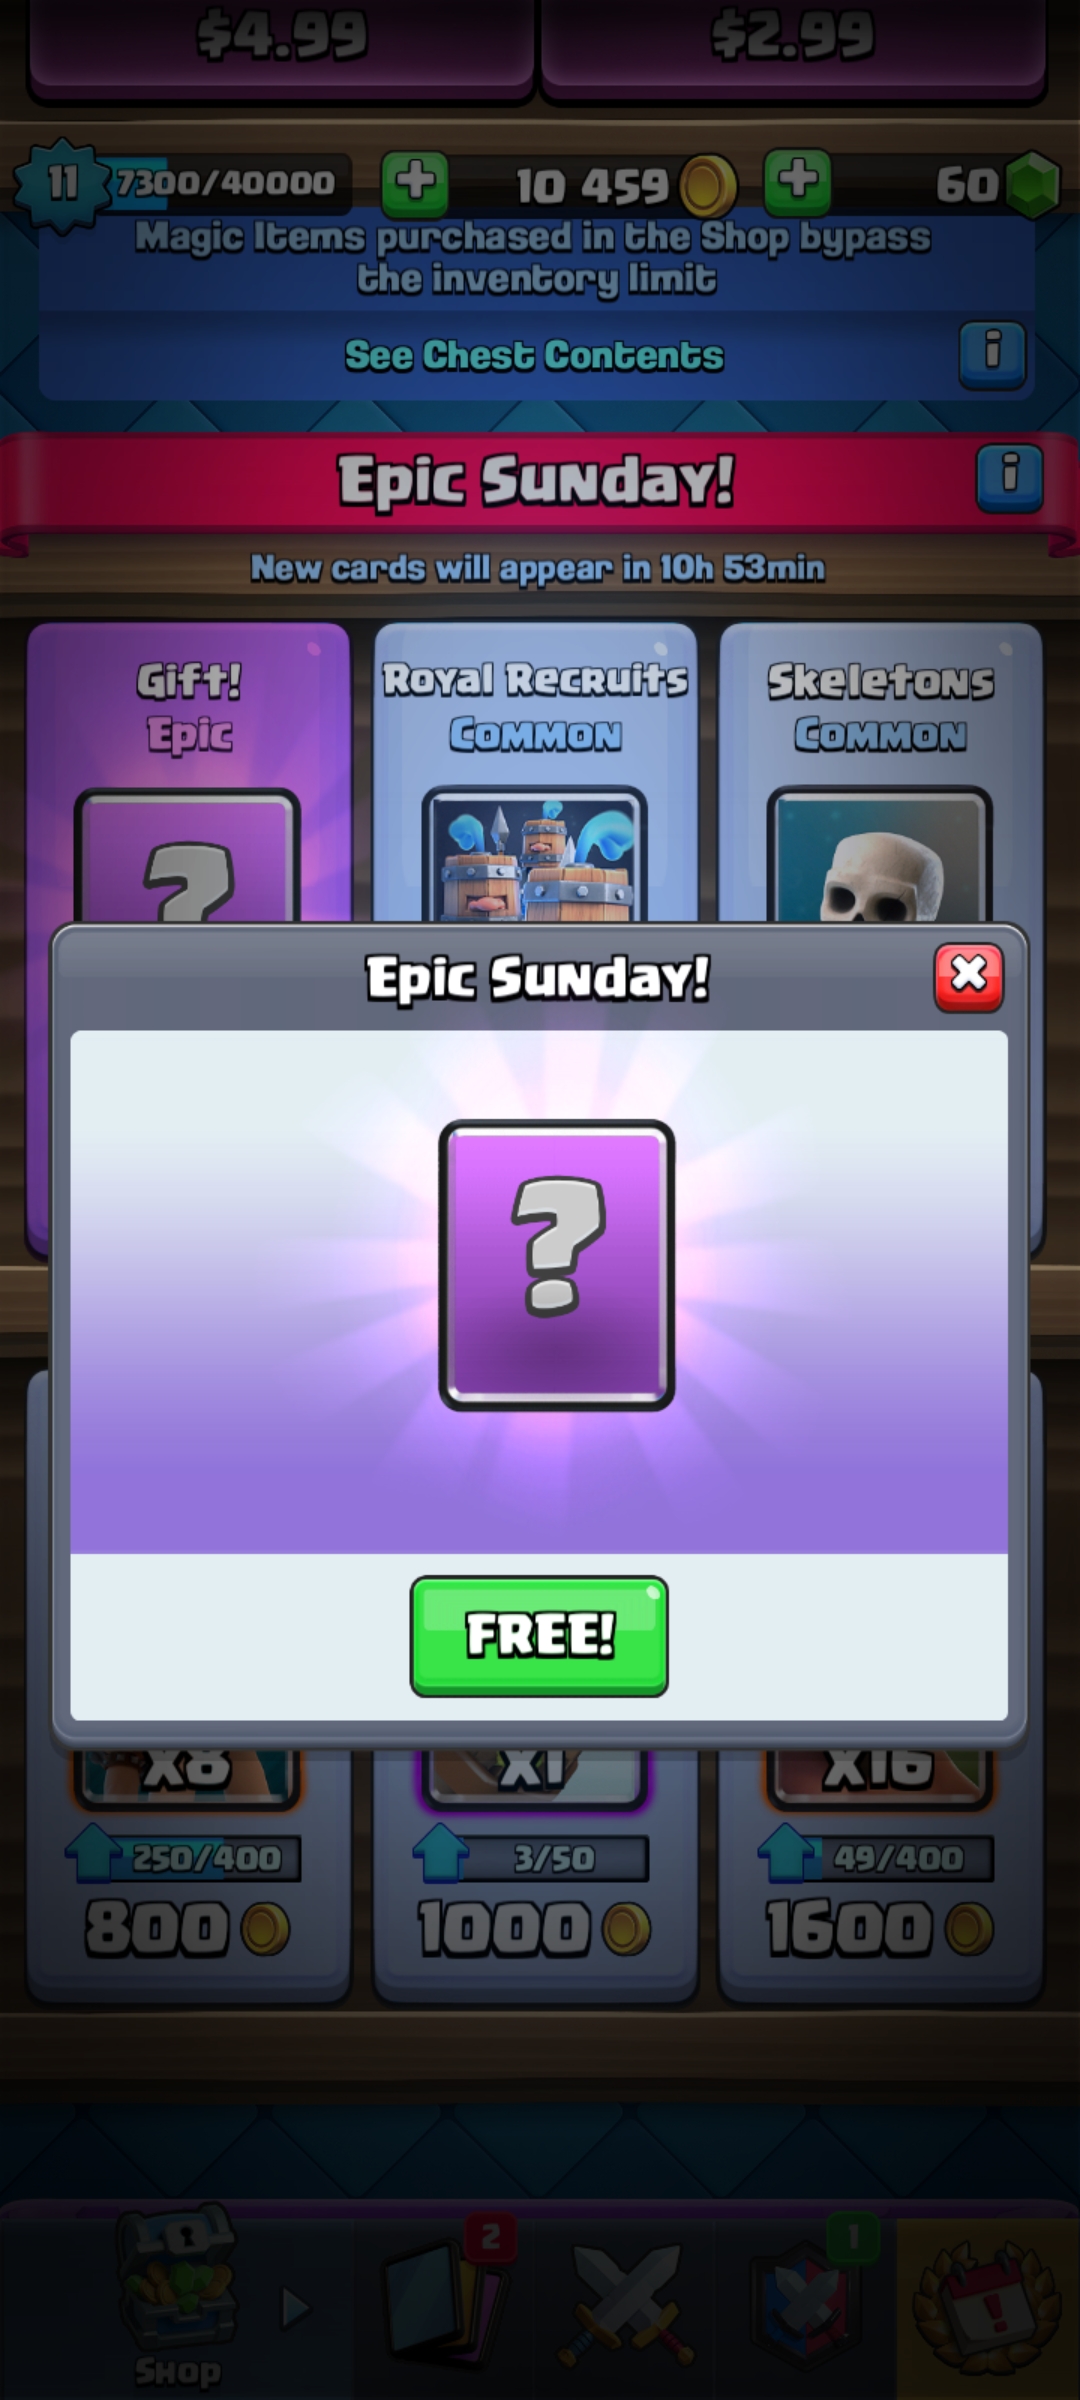 $4.99
$2.99
11
7300/40000
10 459
60
Magic Items purchased in the Shop bypass
the inventory limit
See Chest Contents
i
Epic Sunday!
i
New cards will appear in 10h 53min
Gift!
Epic
?
Royal Recruits
Common
Skeletons
Common
Epic Sunday!
?
FREE!
X8
X1
X16
250/400
3/50
49/400
800
1000
1600
2
1
!
Shop